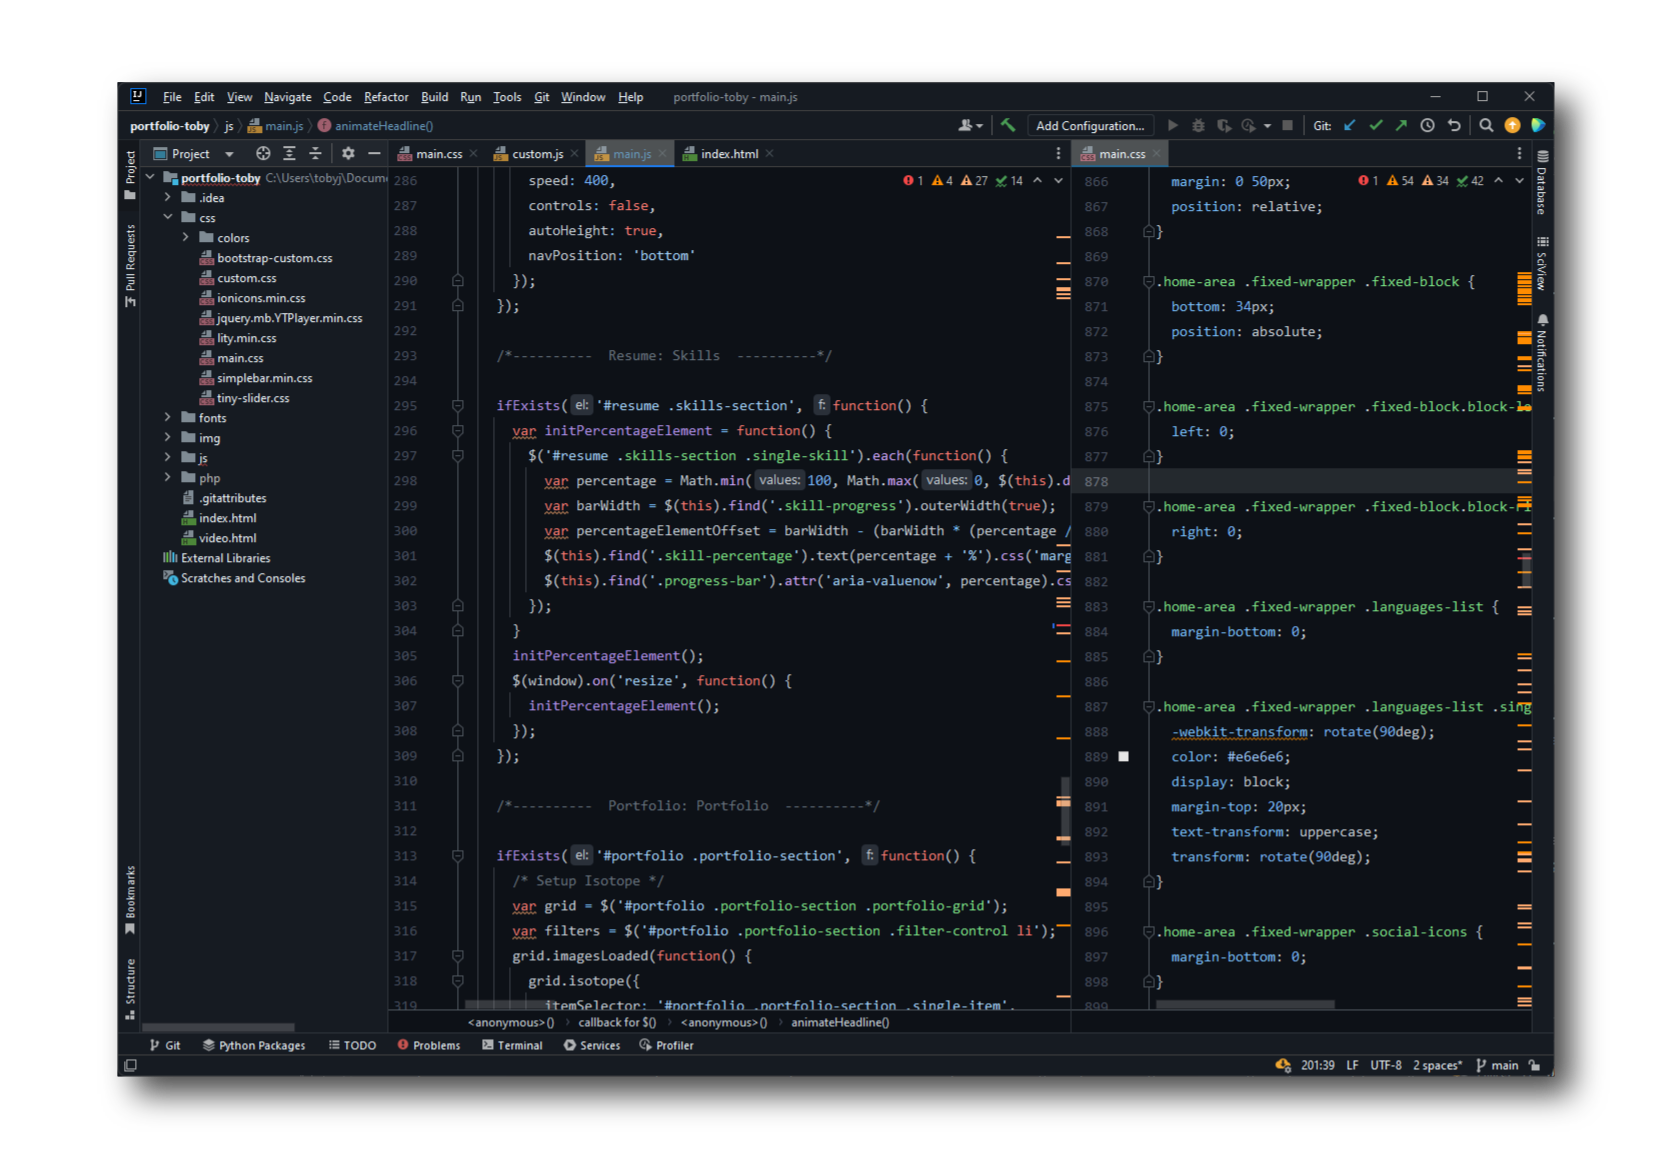 File Edit View Navigate Code Refactor Build Run Tools Git Window Help portfolio-toby - main.js
portfolio-toby js main.js animateHeadline()
Add Configuration...
Git:
Project
main.css
custom.js
main.js
index.html
main.css
Project
Pull Requests
Bookmarks
Structure
portfolio-toby C:\Users\tobyj\Docum
.idea
css
colors
bootstrap-custom.css
custom.css
ionicons.min.css
jquery.mb.YTPlayer.min.css
lity.min.css
main.css
simplebar.min.css
tiny-slider.css
fonts
img
js
php
.gitattributes
index.html
video.html
External Libraries
Scratches and Consoles
1 4 27 14
286 speed: 400,
287 controls: false,
288 autoHeight: true,
289 navPosition: 'bottom'
290 });
291 });
292
293 /*---------- Resume: Skills ----------*/
294
295 ifExists( el: '#resume .skills-section', f: function() {
296 var initPercentageElement = function() {
297 $('#resume .skills-section .single-skill').each(function() {
298 var percentage = Math.min( values: 100, Math.max( values: 0, $(this).d
299 var barWidth = $(this).find('.skill-progress').outerWidth(true);
300 var percentageElementOffset = barWidth - (barWidth * (percentage /
301 $(this).find('.skill-percentage').text(percentage + '%').css('marg
302 $(this).find('.progress-bar').attr('aria-valuenow', percentage).cs
303 });
304 }
305 initPercentageElement();
306 $(window).on('resize', function() {
307 initPercentageElement();
308 });
309 });
310
311 /*---------- Portfolio: Portfolio ----------*/
312
313 ifExists( el: '#portfolio .portfolio-section', f: function() {
314 /* Setup Isotope */
315 var grid = $('#portfolio .portfolio-section .portfolio-grid');
316 var filters = $('#portfolio .portfolio-section .filter-control li');
317 grid.imagesLoaded(function() {
318 grid.isotope({
319 itemSelector: '#portfolio .portfolio-section .single-item',
<anonymous>() callback for $() <anonymous>() animateHeadline()
1 54 34 42
866 margin: 0 50px;
867 position: relative;
868 }
869
870 .home-area .fixed-wrapper .fixed-block {
871 bottom: 34px;
872 position: absolute;
873 }
874
875 .home-area .fixed-wrapper .fixed-block.block-le
876 left: 0;
877 }
878
879 .home-area .fixed-wrapper .fixed-block.block-ri
880 right: 0;
881 }
882
883 .home-area .fixed-wrapper .languages-list {
884 margin-bottom: 0;
885 }
886
887 .home-area .fixed-wrapper .languages-list .sing
888 -webkit-transform: rotate(90deg);
889 color: #e6e6e6;
890 display: block;
891 margin-top: 20px;
892 text-transform: uppercase;
893 transform: rotate(90deg);
894 }
895
896 .home-area .fixed-wrapper .social-icons {
897 margin-bottom: 0;
898 }
899
Database
SciView
Notifications
Git Python Packages TODO Problems Terminal Services Profiler
201:39 LF UTF-8 2 spaces* main